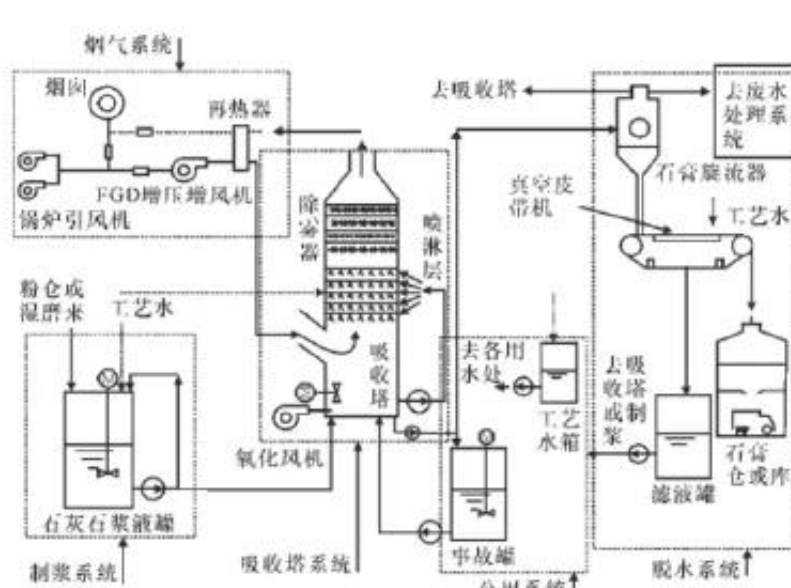 烟气系统
烟囱
再热器
FGD增压增风机
锅炉引风机
去吸收塔
去废水
处理系
统
石膏旋流器
真空皮
带机
工艺水
除雾器
喷淋层
粉仓或
湿磨来
工艺水
吸收塔
去各用
水处
工艺
水箱
去吸
收塔
或制
浆
石膏
仓或库
滤液罐
氧化风机
石灰石浆液罐
事故罐
制浆系统
吸收塔系统
公用系统
脱水系统